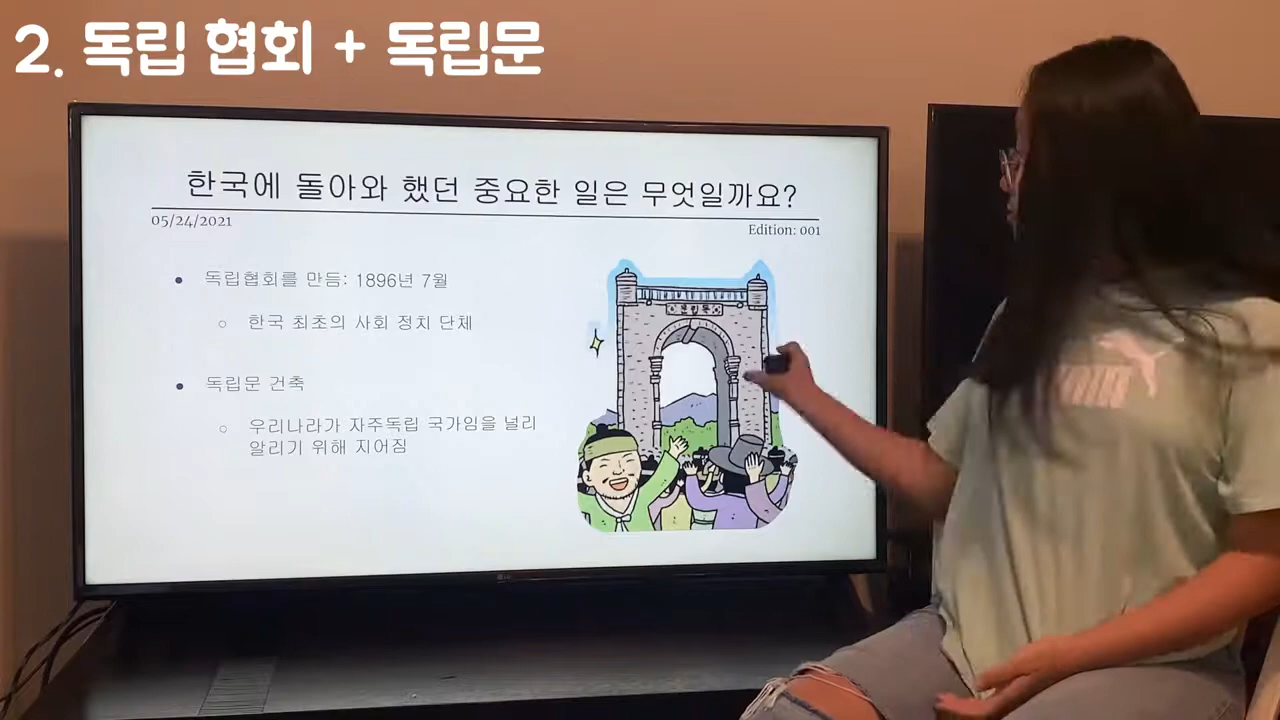 2. 독립 협회 + 독립문
한국에 돌아와 했던 중요한 일은 무엇일까요?
05/24/2021
Edition: 001
독립협회를 만듬: 1896년 7월
한국 최초의 사회 정치 단체
독립문 건축
우리나라가 자주독립 국가임을 널리
알리기 위해 지어짐
문립독
LG